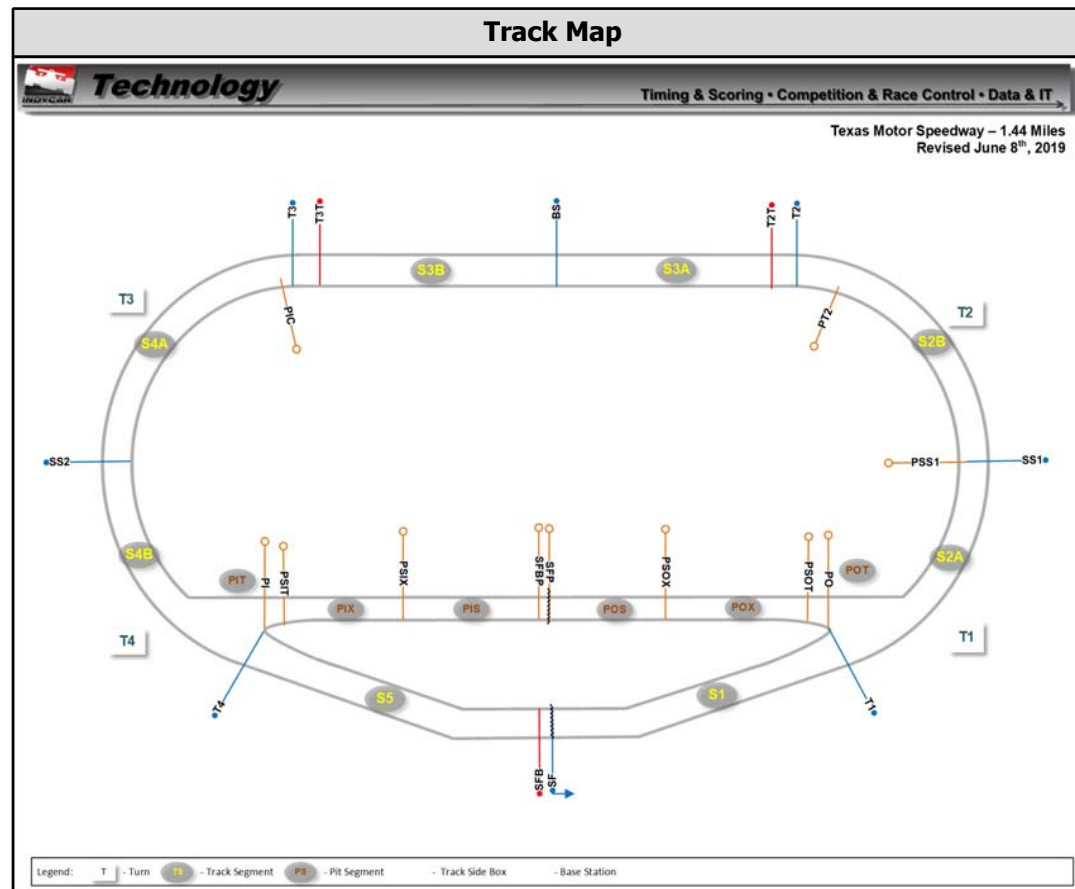 Track Map
INDYCAR
Technology
Timing & Scoring • Competition & Race Control • Data & IT
Texas Motor Speedway – 1.44 Miles
Revised June 8th, 2019
T3
T3T
BS
T2T
T2
S3B
S3A
T3
T2
PIC
PT2
S4A
S2B
SS2
PSS1
SS1
S4B
S2A
PIT
PI
PSIT
PSIX
SFBP
SFP
PSOX
PSOT
PO
POT
PIX
PIS
POS
POX
T4
T1
S5
S1
T4
T1
SFB
SF
Legend: T - Turn TS - Track Segment PS - Pit Segment - Track Side Box - Base Station